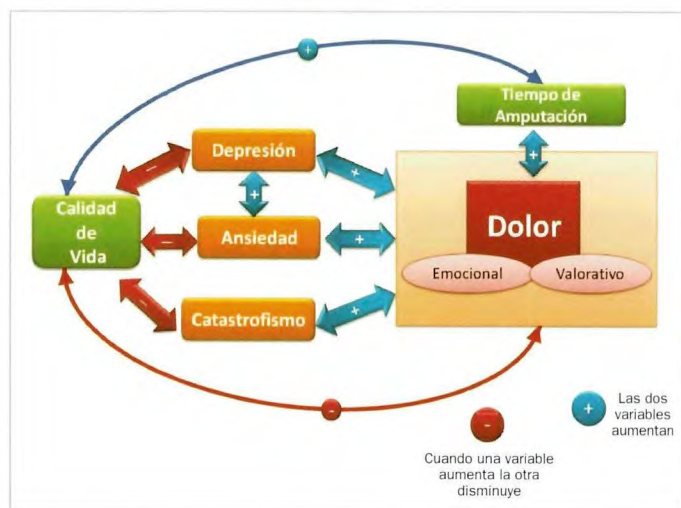 +
Tiempo de
Amputación
Depresión
-
+
+
+
Calidad
de
Vida
-
Ansiedad
+
Dolor
Emocional
Valorativo
-
Catastrofismo
+
-
-
+
Las dos
variables
aumentan
Cuando una variable
aumenta la otra
disminuye